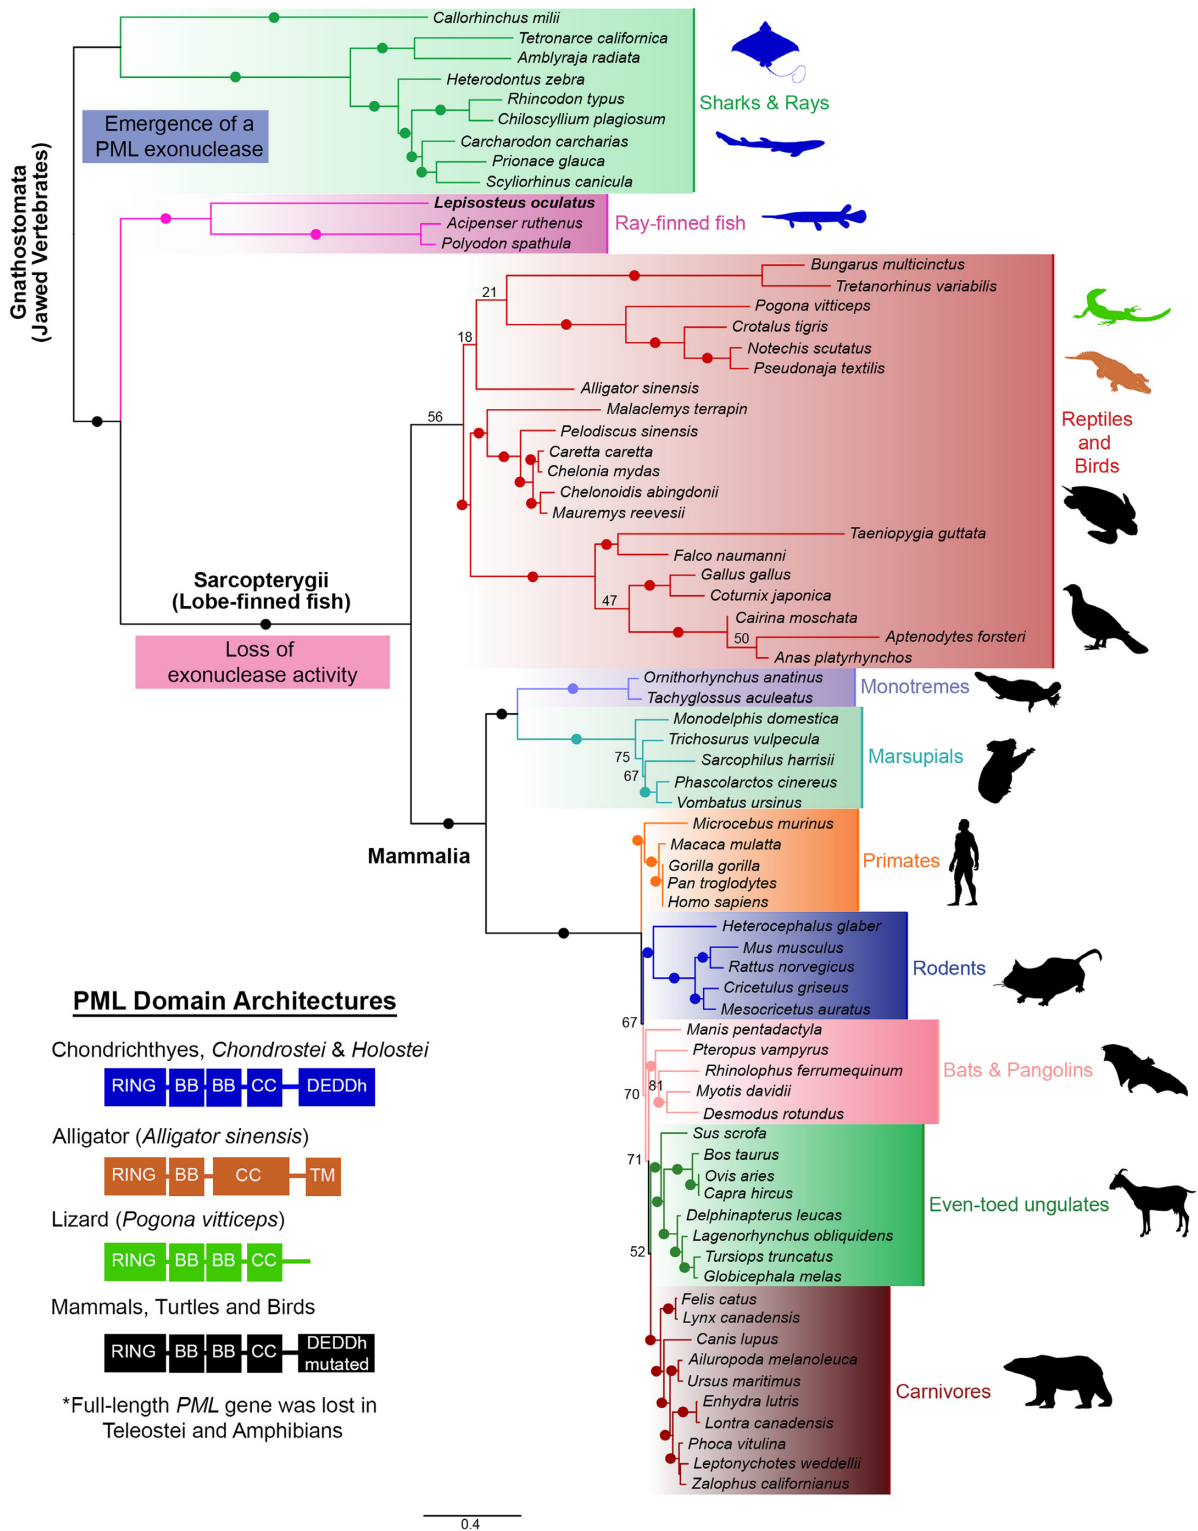 Callorhinchus milii
Tetronarce californica
Amblyraja radiata
Heterodontus zebra
Rhincodon typus
Chiloscyllium plagiosum
Carcharodon carcharias
Prionace glauca
Scyliorhinus canicula
Sharks & Rays
Emergence of a
PML exonuclease
Gnathostomata
(Jawed Vertebrates)
Lepisosteus oculatus
Acipenser ruthenus
Polyodon spathula
Ray-finned fish
Bungarus multicinctus
Tretanorhinus variabilis
21
Pogona vitticeps
Crotalus tigris
18
Notechis scutatus
Pseudonaja textilis
Alligator sinensis
Malaclemys terrapin
56
Pelodiscus sinensis
Caretta caretta
Chelonia mydas
Chelonoidis abingdonii
Mauremys reevesii
Reptiles
and
Birds
Taeniopygia guttata
Falco naumanni
Gallus gallus
Coturnix japonica
47
Cairina moschata
50
Aptenodytes forsteri
Anas platyrhynchos
Sarcopterygii
(Lobe-finned fish)
Loss of
exonuclease activity
Ornithorhynchus anatinus
Tachyglossus aculeatus
Monotremes
Monodelphis domestica
Trichosurus vulpecula
75
Sarcophilus harrisii
67
Phascolarctos cinereus
Vombatus ursinus
Marsupials
Mammalia
Microcebus murinus
Macaca mulatta
Gorilla gorilla
Pan troglodytes
Homo sapiens
Primates
Heterocephalus glaber
Mus musculus
Rattus norvegicus
Cricetulus griseus
Mesocricetus auratus
Rodents
67
Manis pentadactyla
Pteropus vampyrus
Rhinolophus ferrumequinum
81
Myotis davidii
70
Desmodus rotundus
Bats & Pangolins
Sus scrofa
71
Bos taurus
Ovis aries
Capra hircus
Delphinapterus leucas
Lagenorhynchus obliquidens
52
Tursiops truncatus
Globicephala melas
Even-toed ungulates
Felis catus
Lynx canadensis
Canis lupus
Ailuropoda melanoleuca
Ursus maritimus
Enhydra lutris
Lontra canadensis
Phoca vitulina
Leptonychotes weddellii
Zalophus californianus
Carnivores
PML Domain Architectures
Chondrichthyes, Chondrostei & Holostei
RING BB BB CC DEDDh
Alligator (Alligator sinensis)
RING BB CC TM
Lizard (Pogona vitticeps)
RING BB BB CC
Mammals, Turtles and Birds
RING BB BB CC DEDDh
mutated
*Full-length PML gene was lost in
Teleostei and Amphibians
0.4